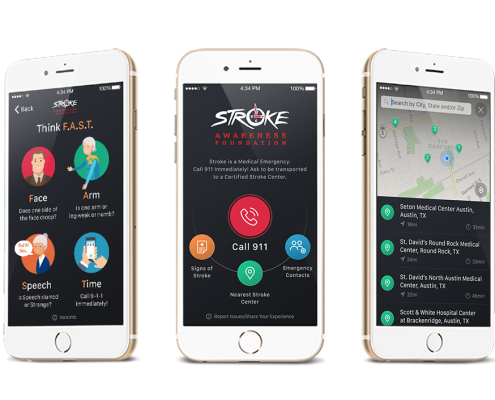 4:34 PM
Back
STROKE
Think F.A.S.T.
Face
Does one side of
the face droop?
Arm
Is one arm or
leg weak or numb?
Speech
Is Speech slurred
or Strange?
Time
Call 9-1-1
Immediately!
4:34 PM
100%
STROKE
AWARENESS
FOUNDATION
Stroke is a Medical Emergency.
Call 911 Immediately! Ask to be transported
to a Certified Stroke Center.
Call 911
Signs of
Stroke
Emergency
Contacts
Nearest Stroke
Center
Report Issues/Share Your Experience
4:34 PM
100%
Search by City, State and/or Zip
Seton Medical Center Austin,
Austin, TX
16mi
31min
St. David's Round Rock Medical
Center, Round Rock, TX
24mi
33min
St. David's North Austin Medical
Center, Austin, TX
32mi
45min
Scott & White Hospital Center
at Brackenridge, Austin, TX